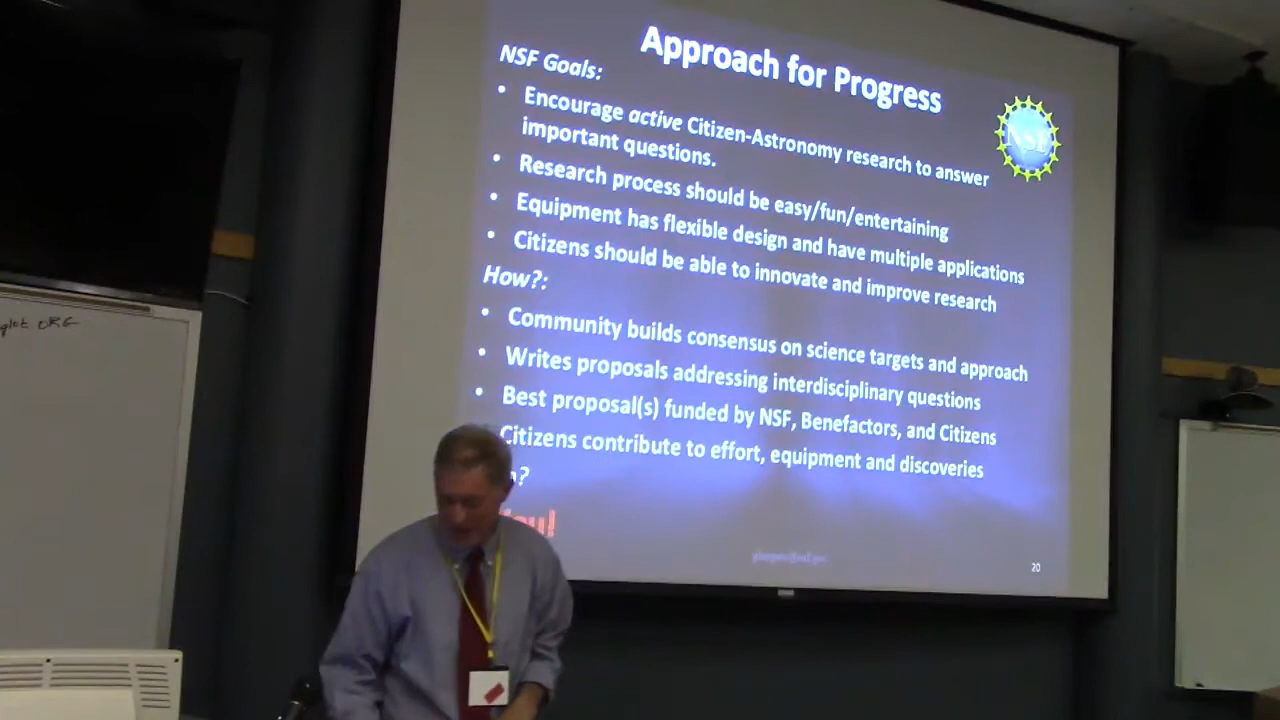 Approach for Progress
NSF Goals:
• Encourage active Citizen-Astronomy research to answer
important questions.
• Research process should be easy/fun/entertaining
• Equipment has flexible design and have multiple applications
• Citizens should be able to innovate and improve research
How?:
• Community builds consensus on science targets and approach
• Writes proposals addressing interdisciplinary questions
• Best proposal(s) funded by NSF, Benefactors, and Citizens
Citizens contribute to effort, equipment and discoveries
20
NSF
ORG